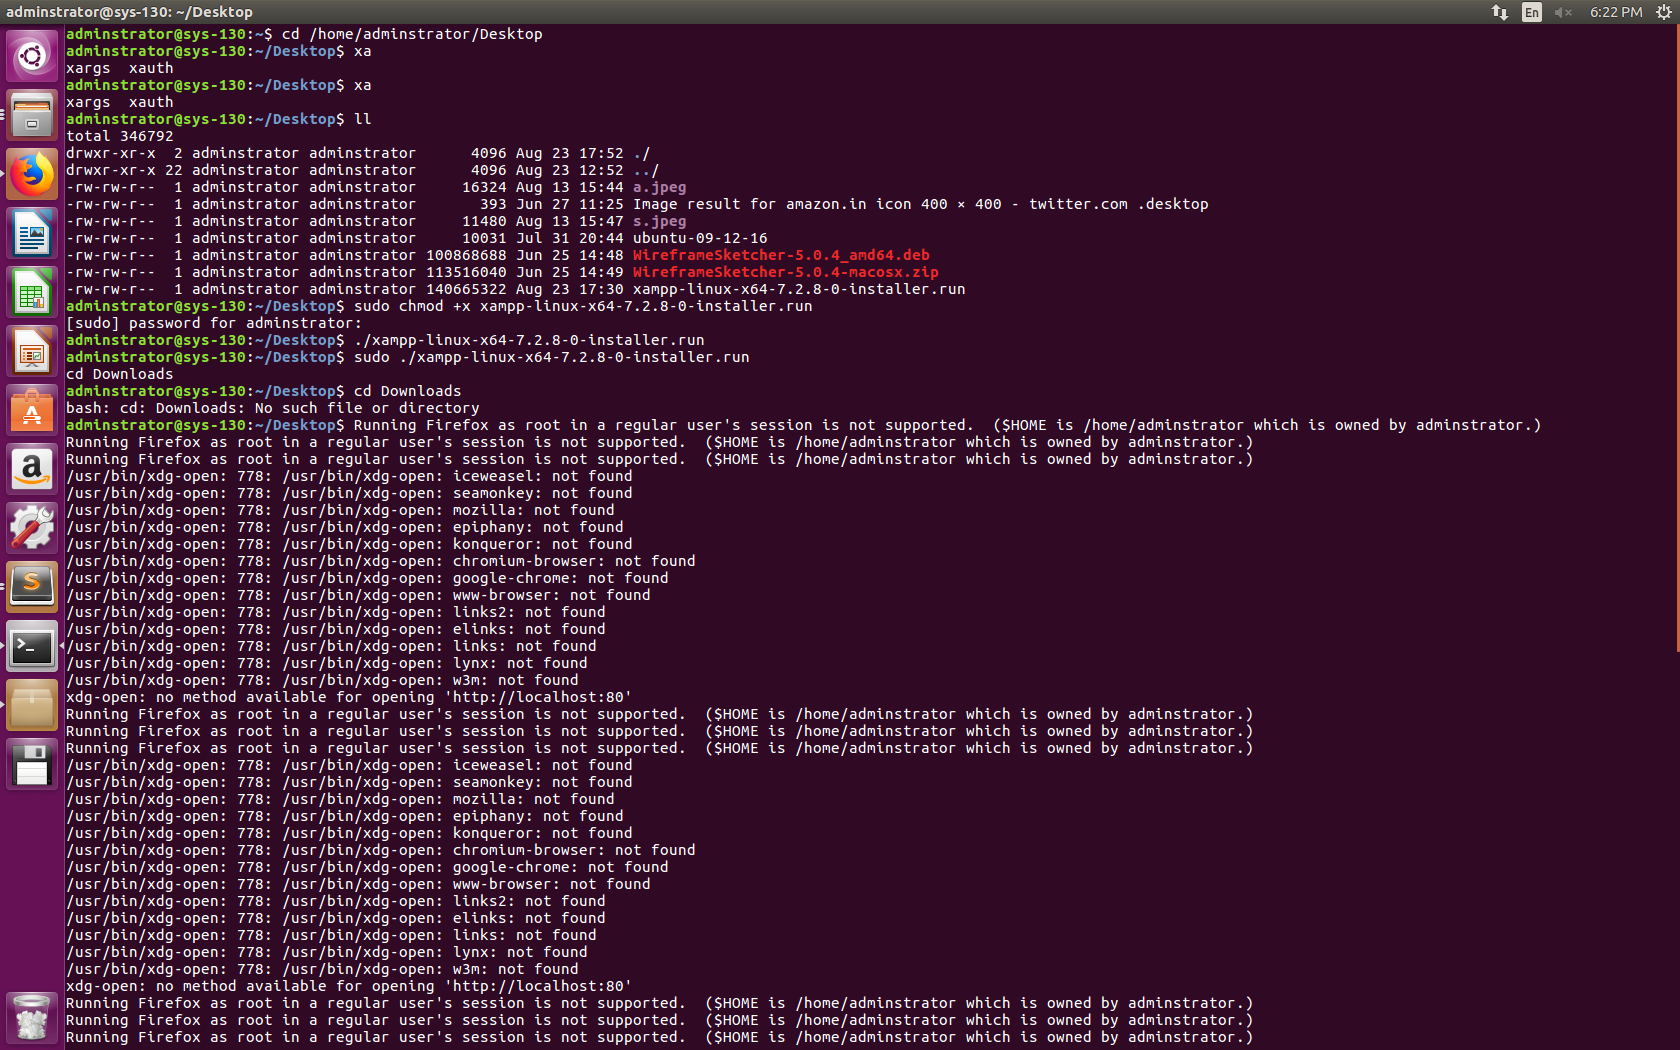 adminstrator@sys-130: ~/Desktop
En
6:22 PM
adminstrator@sys-130:~$ cd /home/adminstrator/Desktop
adminstrator@sys-130:~/Desktop$ xa
xargs  xauth
adminstrator@sys-130:~/Desktop$ xa
xargs  xauth
adminstrator@sys-130:~/Desktop$ ll
total 346792
drwxr-xr-x  2 adminstrator adminstrator      4096 Aug 23 17:52 ./
drwxr-xr-x 22 adminstrator adminstrator      4096 Aug 23 12:52 ../
-rw-rw-r--  1 adminstrator adminstrator     16324 Aug 13 15:44 a.jpeg
-rw-rw-r--  1 adminstrator adminstrator       393 Jun 27 11:25 Image result for amazon.in icon 400 × 400 - twitter.com .desktop
-rw-rw-r--  1 adminstrator adminstrator     11480 Aug 13 15:47 s.jpeg
-rw-rw-r--  1 adminstrator adminstrator     10031 Jul 31 20:44 ubuntu-09-12-16
-rw-rw-r--  1 adminstrator adminstrator 100868688 Jun 25 14:48 WireframeSketcher-5.0.4_amd64.deb
-rw-rw-r--  1 adminstrator adminstrator 113516040 Jun 25 14:49 WireframeSketcher-5.0.4-macosx.zip
-rw-rw-r--  1 adminstrator adminstrator 140665322 Aug 23 17:30 xampp-linux-x64-7.2.8-0-installer.run
adminstrator@sys-130:~/Desktop$ sudo chmod +x xampp-linux-x64-7.2.8-0-installer.run
[sudo] password for adminstrator:
adminstrator@sys-130:~/Desktop$ ./xampp-linux-x64-7.2.8-0-installer.run
adminstrator@sys-130:~/Desktop$ sudo ./xampp-linux-x64-7.2.8-0-installer.run
cd Downloads
adminstrator@sys-130:~/Desktop$ cd Downloads
bash: cd: Downloads: No such file or directory
adminstrator@sys-130:~/Desktop$ Running Firefox as root in a regular user's session is not supported.  ($HOME is /home/adminstrator which is owned by adminstrator.)
Running Firefox as root in a regular user's session is not supported.  ($HOME is /home/adminstrator which is owned by adminstrator.)
Running Firefox as root in a regular user's session is not supported.  ($HOME is /home/adminstrator which is owned by adminstrator.)
/usr/bin/xdg-open: 778: /usr/bin/xdg-open: iceweasel: not found
/usr/bin/xdg-open: 778: /usr/bin/xdg-open: seamonkey: not found
/usr/bin/xdg-open: 778: /usr/bin/xdg-open: mozilla: not found
/usr/bin/xdg-open: 778: /usr/bin/xdg-open: epiphany: not found
/usr/bin/xdg-open: 778: /usr/bin/xdg-open: konqueror: not found
/usr/bin/xdg-open: 778: /usr/bin/xdg-open: chromium-browser: not found
/usr/bin/xdg-open: 778: /usr/bin/xdg-open: google-chrome: not found
/usr/bin/xdg-open: 778: /usr/bin/xdg-open: www-browser: not found
/usr/bin/xdg-open: 778: /usr/bin/xdg-open: links2: not found
/usr/bin/xdg-open: 778: /usr/bin/xdg-open: elinks: not found
/usr/bin/xdg-open: 778: /usr/bin/xdg-open: links: not found
/usr/bin/xdg-open: 778: /usr/bin/xdg-open: lynx: not found
/usr/bin/xdg-open: 778: /usr/bin/xdg-open: w3m: not found
xdg-open: no method available for opening 'http://localhost:80'
Running Firefox as root in a regular user's session is not supported.  ($HOME is /home/adminstrator which is owned by adminstrator.)
Running Firefox as root in a regular user's session is not supported.  ($HOME is /home/adminstrator which is owned by adminstrator.)
Running Firefox as root in a regular user's session is not supported.  ($HOME is /home/adminstrator which is owned by adminstrator.)
/usr/bin/xdg-open: 778: /usr/bin/xdg-open: iceweasel: not found
/usr/bin/xdg-open: 778: /usr/bin/xdg-open: seamonkey: not found
/usr/bin/xdg-open: 778: /usr/bin/xdg-open: mozilla: not found
/usr/bin/xdg-open: 778: /usr/bin/xdg-open: epiphany: not found
/usr/bin/xdg-open: 778: /usr/bin/xdg-open: konqueror: not found
/usr/bin/xdg-open: 778: /usr/bin/xdg-open: chromium-browser: not found
/usr/bin/xdg-open: 778: /usr/bin/xdg-open: google-chrome: not found
/usr/bin/xdg-open: 778: /usr/bin/xdg-open: www-browser: not found
/usr/bin/xdg-open: 778: /usr/bin/xdg-open: links2: not found
/usr/bin/xdg-open: 778: /usr/bin/xdg-open: elinks: not found
/usr/bin/xdg-open: 778: /usr/bin/xdg-open: links: not found
/usr/bin/xdg-open: 778: /usr/bin/xdg-open: lynx: not found
/usr/bin/xdg-open: 778: /usr/bin/xdg-open: w3m: not found
xdg-open: no method available for opening 'http://localhost:80'
Running Firefox as root in a regular user's session is not supported.  ($HOME is /home/adminstrator which is owned by adminstrator.)
Running Firefox as root in a regular user's session is not supported.  ($HOME is /home/adminstrator which is owned by adminstrator.)
Running Firefox as root in a regular user's session is not supported.  ($HOME is /home/adminstrator which is owned by adminstrator.)